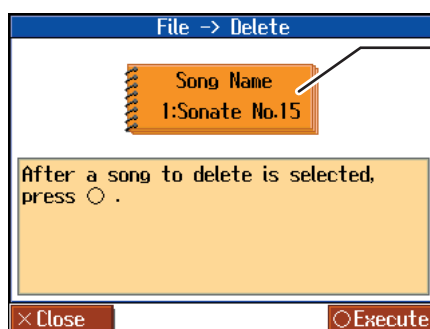 File -> Delete
Song Name
1:Sonate No.15
After a song to delete is selected,
press ○ .
×Close
○Execute